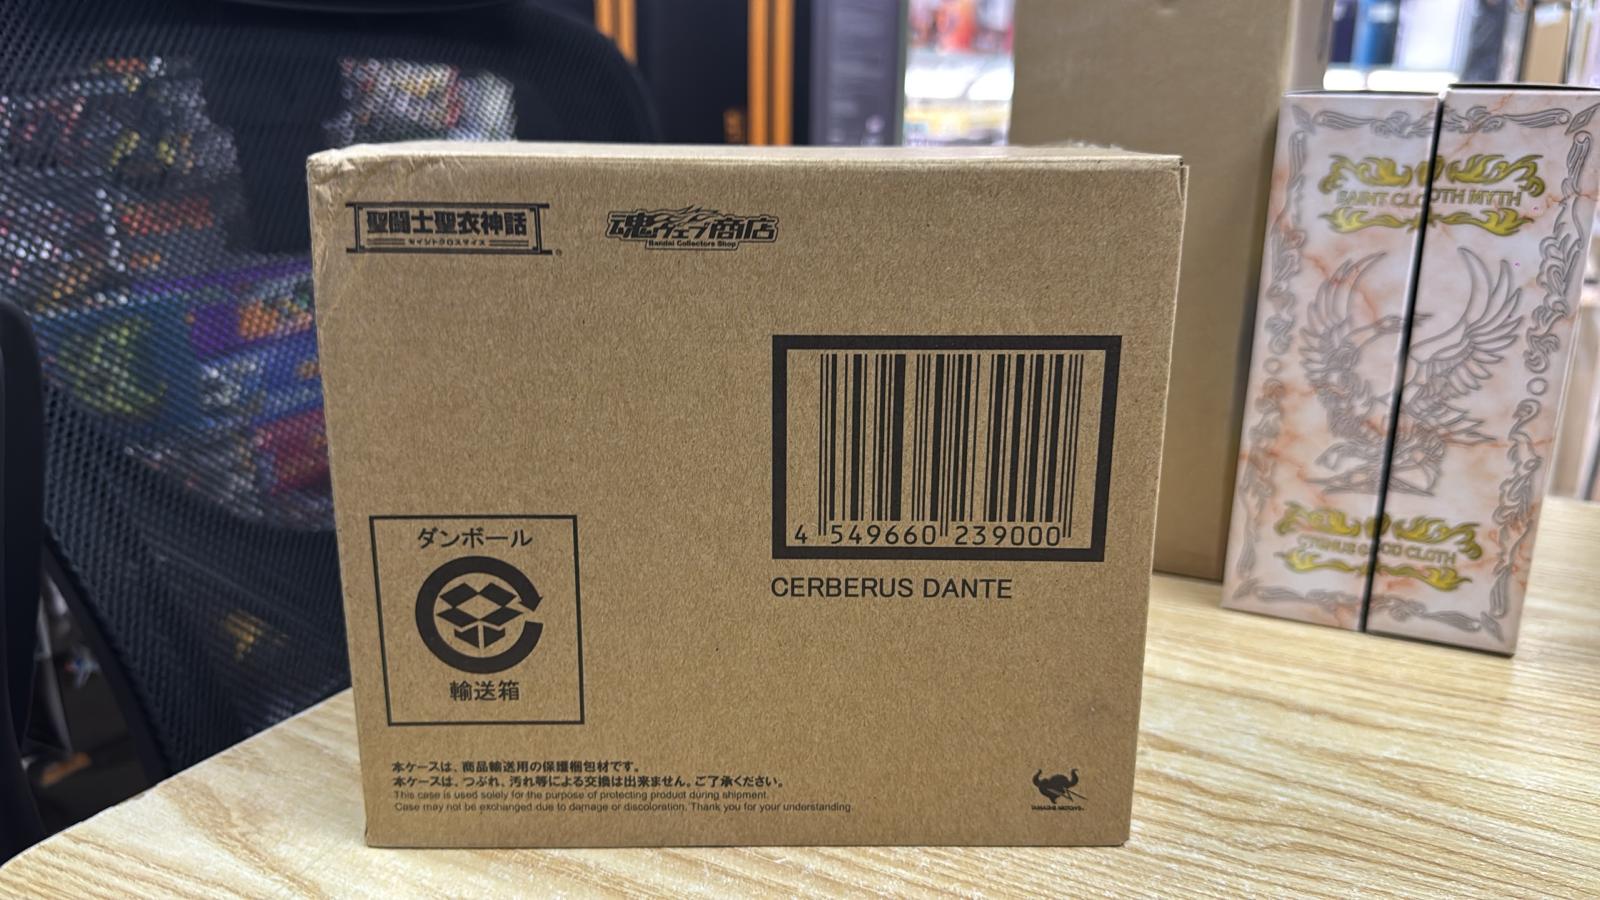 聖闘士聖衣神話
セイントクロスマイス
魂ウェブ商店
Bandai Collectors Shop
4 549660 239000
CERBERUS DANTE
ダンボール
輸送箱
本ケースは、商品輸送用の保護梱包材です。
本ケースは、つぶれ、汚れ等による交換は出来ません。ご了承ください。
This case is used solely for the purpose of protecting product during shipment.
Case may not be exchanged due to damage or discoloration. Thank you for your understanding.
TAMASHII NATIONS
SAINT CLOTH MYTH
CYGNUS GOD CLOTH